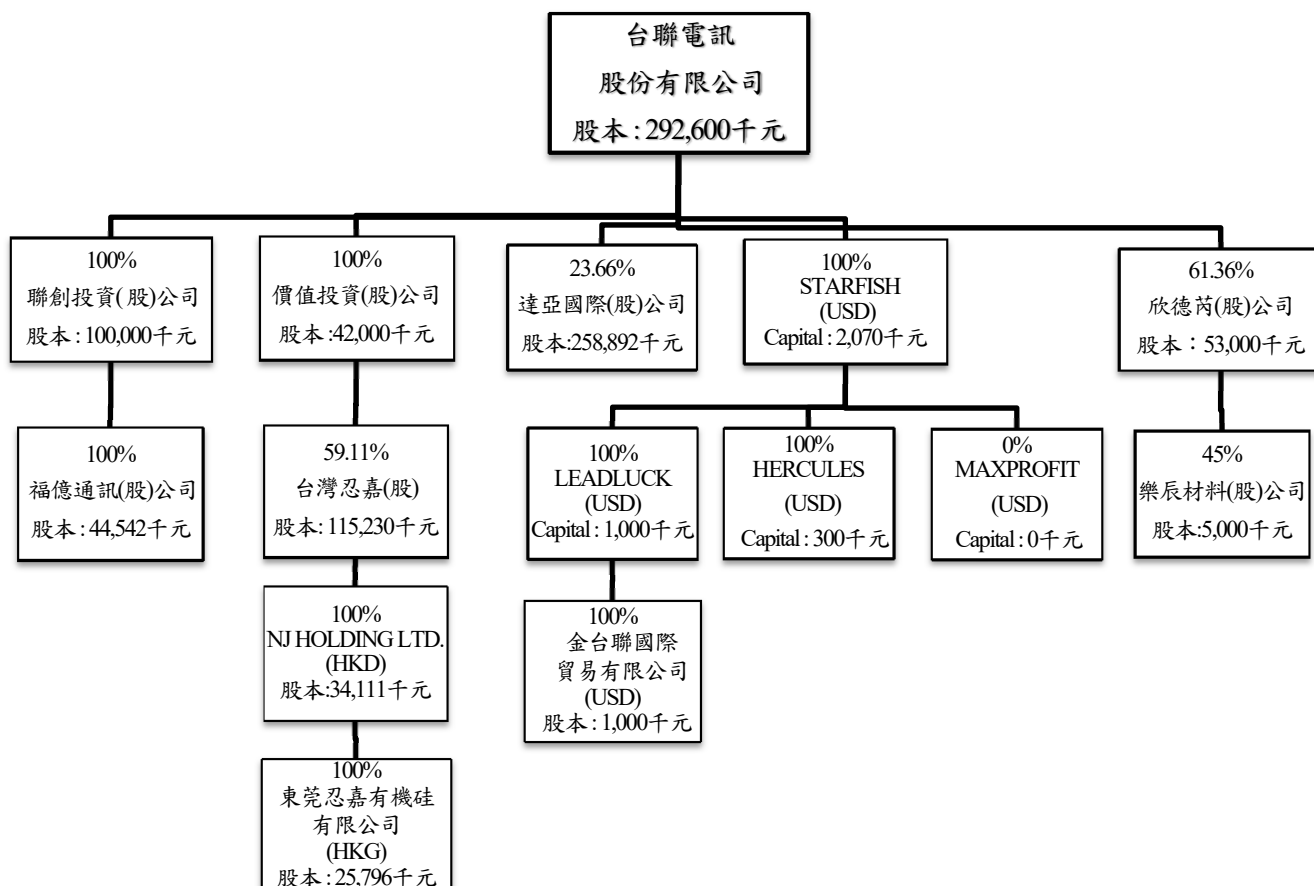 台聯電訊
股份有限公司
股本:292,600千元
100%
聯創投資(股)公司
股本:100,000千元
100%
價值投資(股)公司
股本:42,000千元
23.66%
達亞國際(股)公司
股本:258,892千元
100%
STARFISH
(USD)
Capital:2,070千元
61.36%
欣德芮(股)公司
股本：53,000千元
100%
福億通訊(股)公司
股本:44,542千元
59.11%
台灣忍嘉(股)
股本:115,230千元
100%
LEADLUCK
(USD)
Capital:1,000千元
100%
HERCULES
(USD)
Capital:300千元
0%
MAXPROFIT
(USD)
Capital:0千元
45%
樂辰材料(股)公司
股本:5,000千元
100%
NJ HOLDING LTD.
(HKD)
股本:34,111千元
100%
金台聯國際
貿易有限公司
(USD)
股本:1,000千元
100%
東莞忍嘉有機硅
有限公司
(HKG)
股本:25,796千元